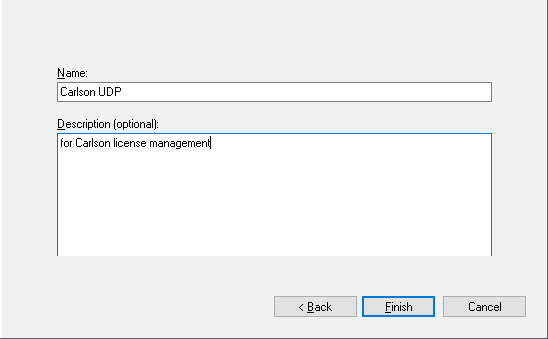 Name:
Carlson UDP
Description (optional):
for Carlson license management
< Back Finish Cancel